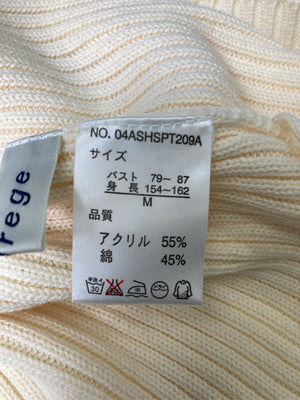 NO. 04ASHSPT209A
サイズ
バスト 79~ 87
身 長 154~162
M
品質
アクリル 55%
綿 45%
rege